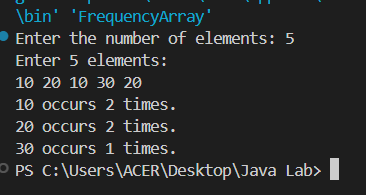 \bin' 'FrequencyArray'
Enter the number of elements: 5
Enter 5 elements:
10 20 10 30 20
10 occurs 2 times.
20 occurs 2 times.
30 occurs 1 times.
PS C:\Users\ACER\Desktop\Java Lab>